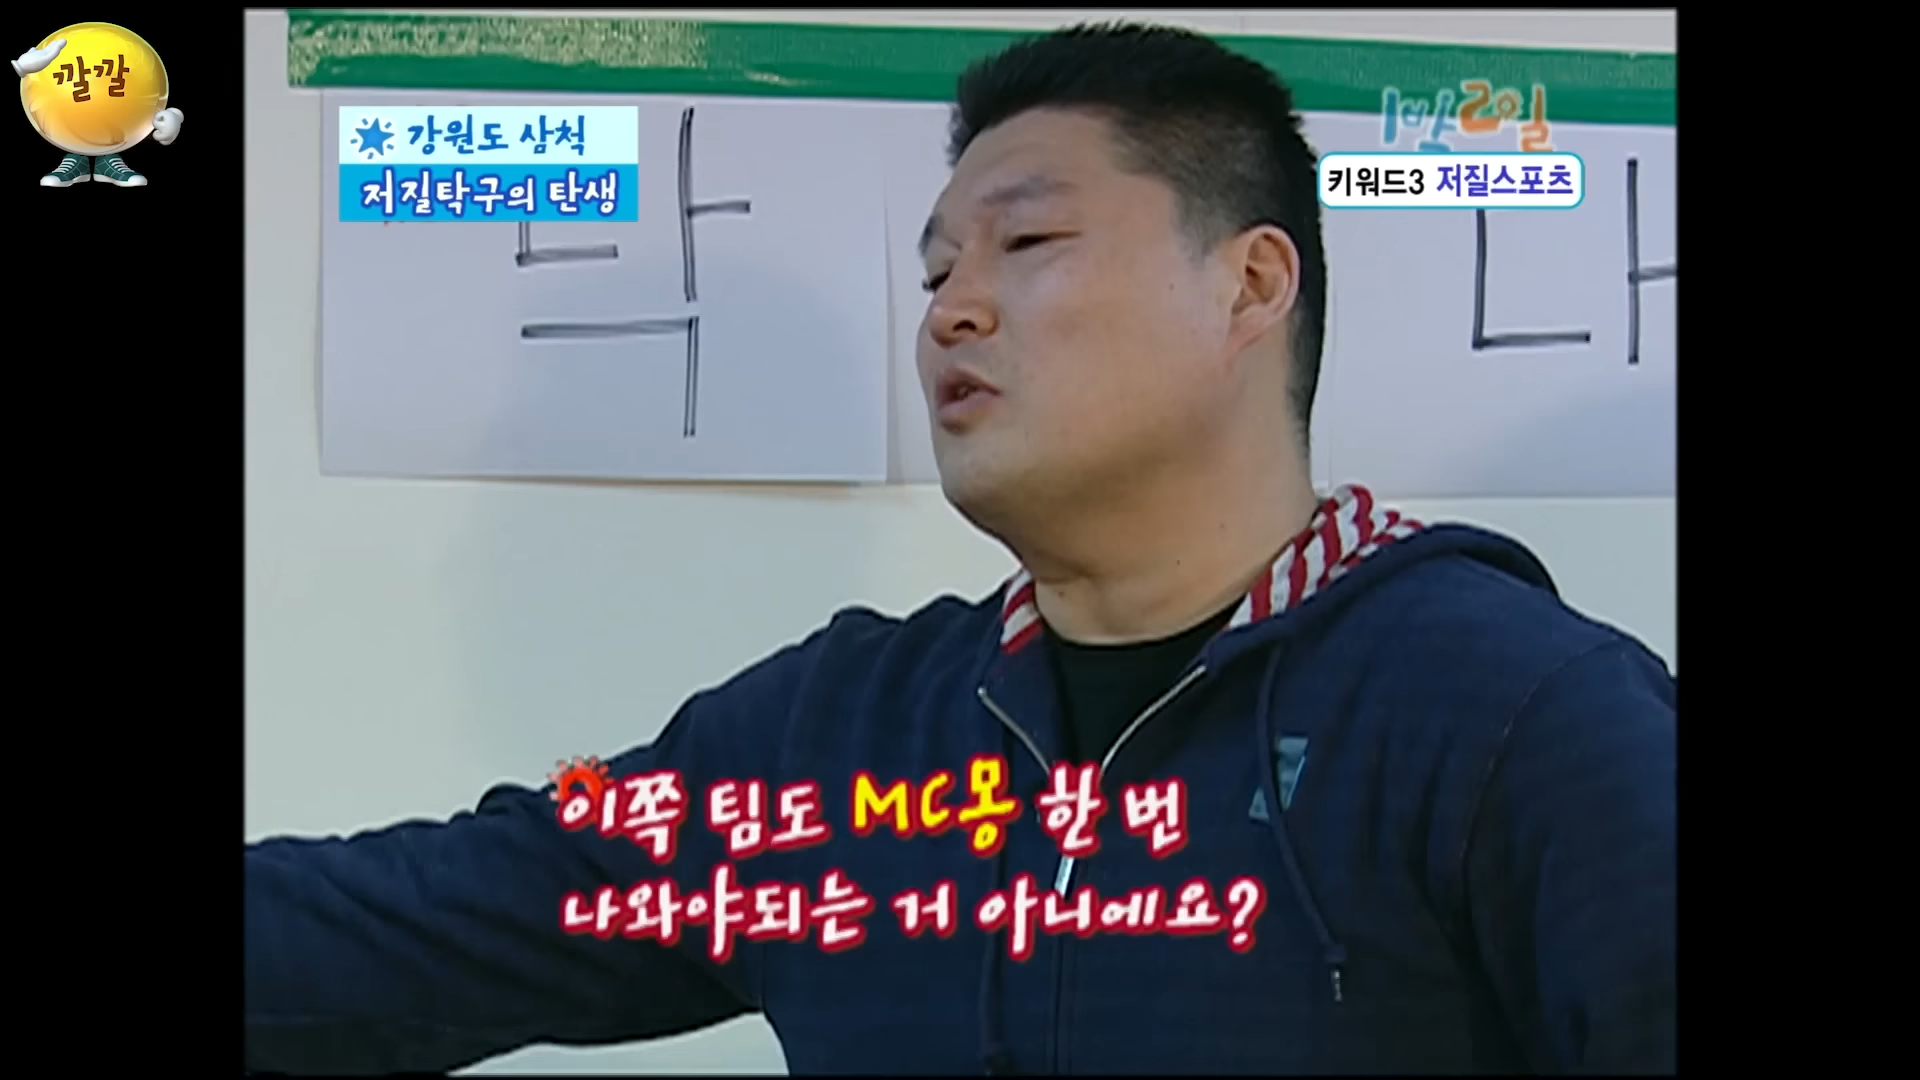 깔깔
강원도 삼척
저질탁구의 탄생
1박2일
키워드3 저질스포츠
이쪽 팀도 MC몽 한 번
나와야되는 거 아니에요?